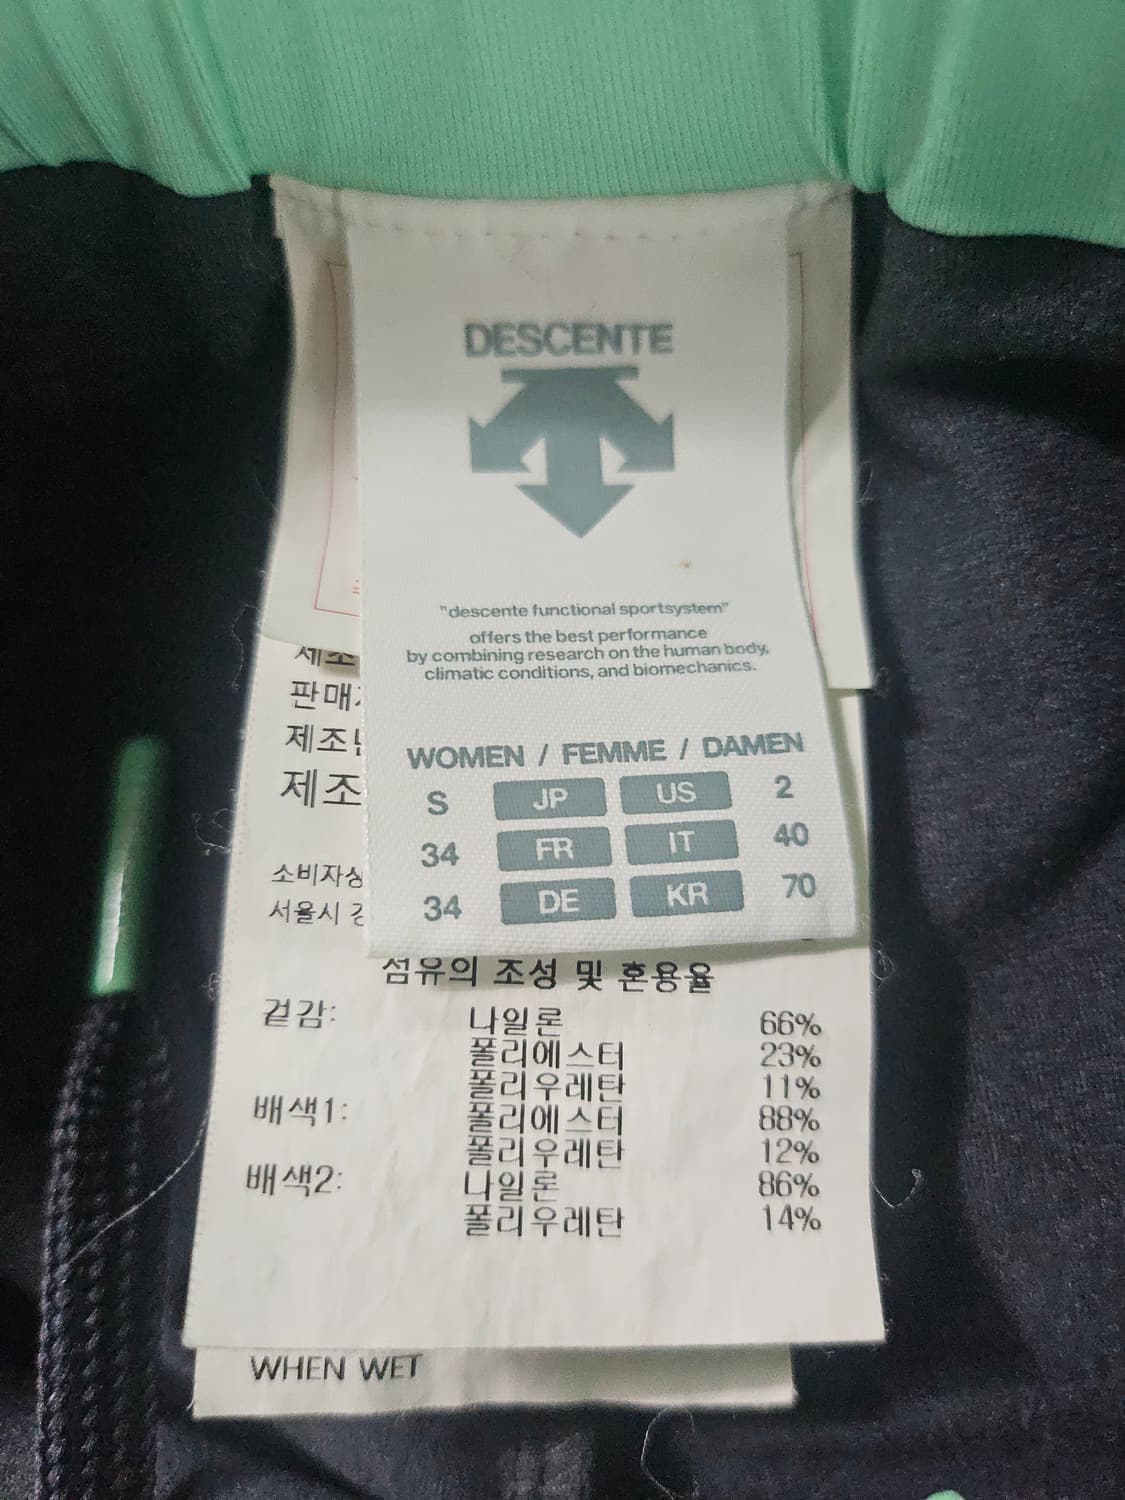 DESCENTE
"descente functional sportsystem"
offers the best performance
by combining research on the human body,
climatic conditions, and biomechanics.
WOMEN / FEMME / DAMEN
S JP US 2
34 FR IT 40
34 DE KR 70
제조
판매
제조
제조
소비자상
서울시 강
섬유의 조성 및 혼용율
겉감: 나일론 66%
폴리에스터 23%
폴리우레탄 11%
배색1: 폴리에스터 88%
폴리우레탄 12%
배색2: 나일론 86%
폴리우레탄 14%
WHEN WET